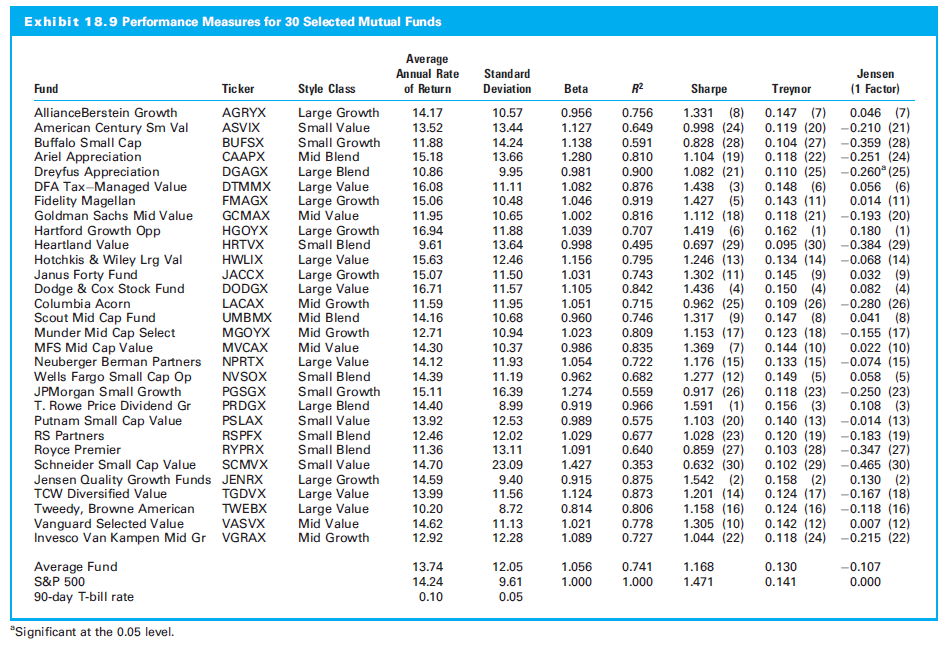 Exhibit 18.9 Performance Measures for 30 Selected Mutual Funds
Average
Annual Rate Standard Jensen
Fund Ticker Style Class of Return Deviation Beta R² Sharpe Treynor (1 Factor)
AllianceBerstein Growth AGRYX Large Growth 14.17 10.57 0.956 0.756 1.331 (8) 0.147 (7) 0.046 (7)
American Century Sm Val ASVIX Small Value 13.52 13.44 1.127 0.649 0.998 (24) 0.119 (20) −0.210 (21)
Buffalo Small Cap BUFSX Small Growth 11.88 14.24 1.138 0.591 0.828 (28) 0.104 (27) −0.359 (28)
Ariel Appreciation CAAPX Mid Blend 15.18 13.66 1.280 0.810 1.104 (19) 0.118 (22) −0.251 (24)
Dreyfus Appreciation DGAGX Large Blend 10.86 9.95 0.981 0.900 1.082 (21) 0.110 (25) −0.260ᵃ (25)
DFA Tax–Managed Value DTMMX Large Value 16.08 11.11 1.082 0.876 1.438 (3) 0.148 (6) 0.056 (6)
Fidelity Magellan FMAGX Large Growth 15.06 10.48 1.046 0.919 1.427 (5) 0.143 (11) 0.014 (11)
Goldman Sachs Mid Value GCMAX Mid Value 11.95 10.65 1.002 0.816 1.112 (18) 0.118 (21) −0.193 (20)
Hartford Growth Opp HGOYX Large Growth 16.94 11.88 1.039 0.707 1.419 (6) 0.162 (1) 0.180 (1)
Heartland Value HRTVX Small Blend 9.61 13.64 0.998 0.495 0.697 (29) 0.095 (30) −0.384 (29)
Hotchkis & Wiley Lrg Val HWLIX Large Value 15.63 12.46 1.156 0.795 1.246 (13) 0.134 (14) −0.068 (14)
Janus Forty Fund JACCX Large Growth 15.07 11.50 1.031 0.743 1.302 (11) 0.145 (9) 0.032 (9)
Dodge & Cox Stock Fund DODGX Large Value 16.71 11.57 1.105 0.842 1.436 (4) 0.150 (4) 0.082 (4)
Columbia Acorn LACAX Mid Growth 11.59 11.95 1.051 0.715 0.962 (25) 0.109 (26) −0.280 (26)
Scout Mid Cap Fund UMBMX Mid Blend 14.16 10.68 0.960 0.746 1.317 (9) 0.147 (8) 0.041 (8)
Munder Mid Cap Select MGOYX Mid Growth 12.71 10.94 1.023 0.809 1.153 (17) 0.123 (18) −0.155 (17)
MFS Mid Cap Value MVCAX Mid Value 14.30 10.37 0.986 0.835 1.369 (7) 0.144 (10) 0.022 (10)
Neuberger Berman Partners NPRTX Large Value 14.12 11.93 1.054 0.722 1.176 (15) 0.133 (15) −0.074 (15)
Wells Fargo Small Cap Op NVSOX Small Blend 14.39 11.19 0.962 0.682 1.277 (12) 0.149 (5) 0.058 (5)
JPMorgan Small Growth PGSGX Small Growth 15.11 16.39 1.274 0.559 0.917 (26) 0.118 (23) −0.250 (23)
T. Rowe Price Dividend Gr PRDGX Large Blend 14.40 8.99 0.919 0.966 1.591 (1) 0.156 (3) 0.108 (3)
Putnam Small Cap Value PSLAX Small Value 13.92 12.53 0.989 0.575 1.103 (20) 0.140 (13) −0.014 (13)
RS Partners RSPFX Small Blend 12.46 12.02 1.029 0.677 1.028 (23) 0.120 (19) −0.183 (19)
Royce Premier RYPRX Small Blend 11.36 13.11 1.091 0.640 0.859 (27) 0.103 (28) −0.347 (27)
Schneider Small Cap Value SCMVX Small Value 14.70 23.09 1.427 0.353 0.632 (30) 0.102 (29) −0.465 (30)
Jensen Quality Growth Funds JENRX Large Growth 14.59 9.40 0.915 0.875 1.542 (2) 0.158 (2) 0.130 (2)
TCW Diversified Value TGDVX Large Value 13.99 11.56 1.124 0.873 1.201 (14) 0.124 (17) −0.167 (18)
Tweedy, Browne American TWEBX Large Value 10.20 8.72 0.814 0.806 1.158 (16) 0.124 (16) −0.118 (16)
Vanguard Selected Value VASVX Mid Value 14.62 11.13 1.021 0.778 1.305 (10) 0.142 (12) 0.007 (12)
Invesco Van Kampen Mid Gr VGRAX Mid Growth 12.92 12.28 1.089 0.727 1.044 (22) 0.118 (24) −0.215 (22)
Average Fund 13.74 12.05 1.056 0.741 1.168 0.130 −0.107
S&P 500 14.24 9.61 1.000 1.000 1.471 0.141 0.000
90-day T-bill rate 0.10 0.05
ᵃSignificant at the 0.05 level.